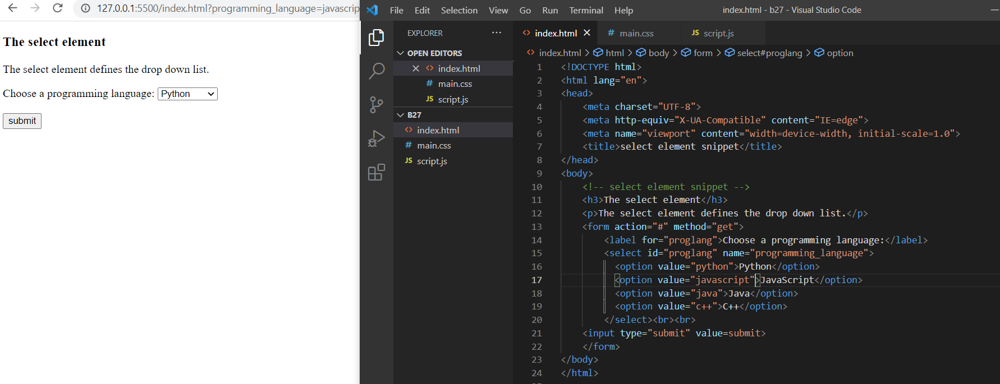 127.0.0.1:5500/index.html?programming_language=javascrip
The select element
The select element defines the drop down list.
Choose a programming language: Python
submit
File Edit Selection View Go Run Terminal Help
index.html - b27 - Visual Studio Code
EXPLORER ···
OPEN EDITORS
<> index.html
# main.css
JS script.js
B27
<> index.html
# main.css
JS script.js
<> index.html # main.css JS script.js
<> index.html > html > body > form > select#proglang > option
1 <!DOCTYPE html>
2 <html lang="en">
3 <head>
4 <meta charset="UTF-8">
5 <meta http-equiv="X-UA-Compatible" content="IE=edge">
6 <meta name="viewport" content="width=device-width, initial-scale=1.0">
7 <title>select element snippet</title>
8 </head>
9 <body>
10 <!-- select element snippet -->
11 <h3>The select element</h3>
12 <p>The select element defines the drop down list.</p>
13 <form action="#" method="get">
14 <label for="proglang">Choose a programming language:</label>
15 <select id="proglang" name="programming_language">
16 <option value="python">Python</option>
17 <option value="javascript">JavaScript</option>
18 <option value="java">Java</option>
19 <option value="c++">C++</option>
20 </select><br><br>
21 <input type="submit" value=submit>
22 </form>
23 </body>
24 </html>